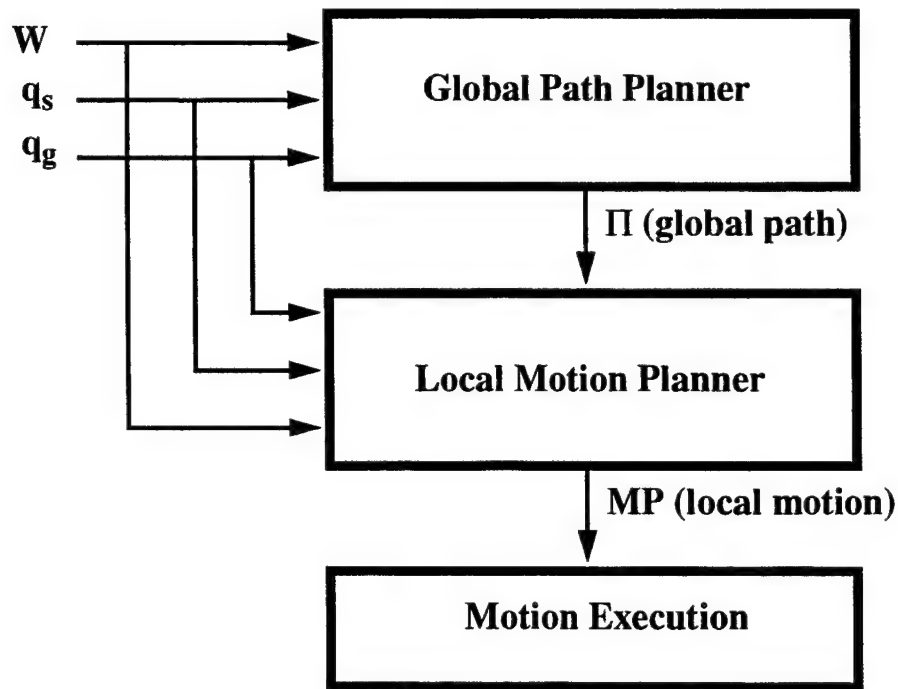 W
q_s
q_g
Global Path Planner
Π (global path)
Local Motion Planner
MP (local motion)
Motion Execution